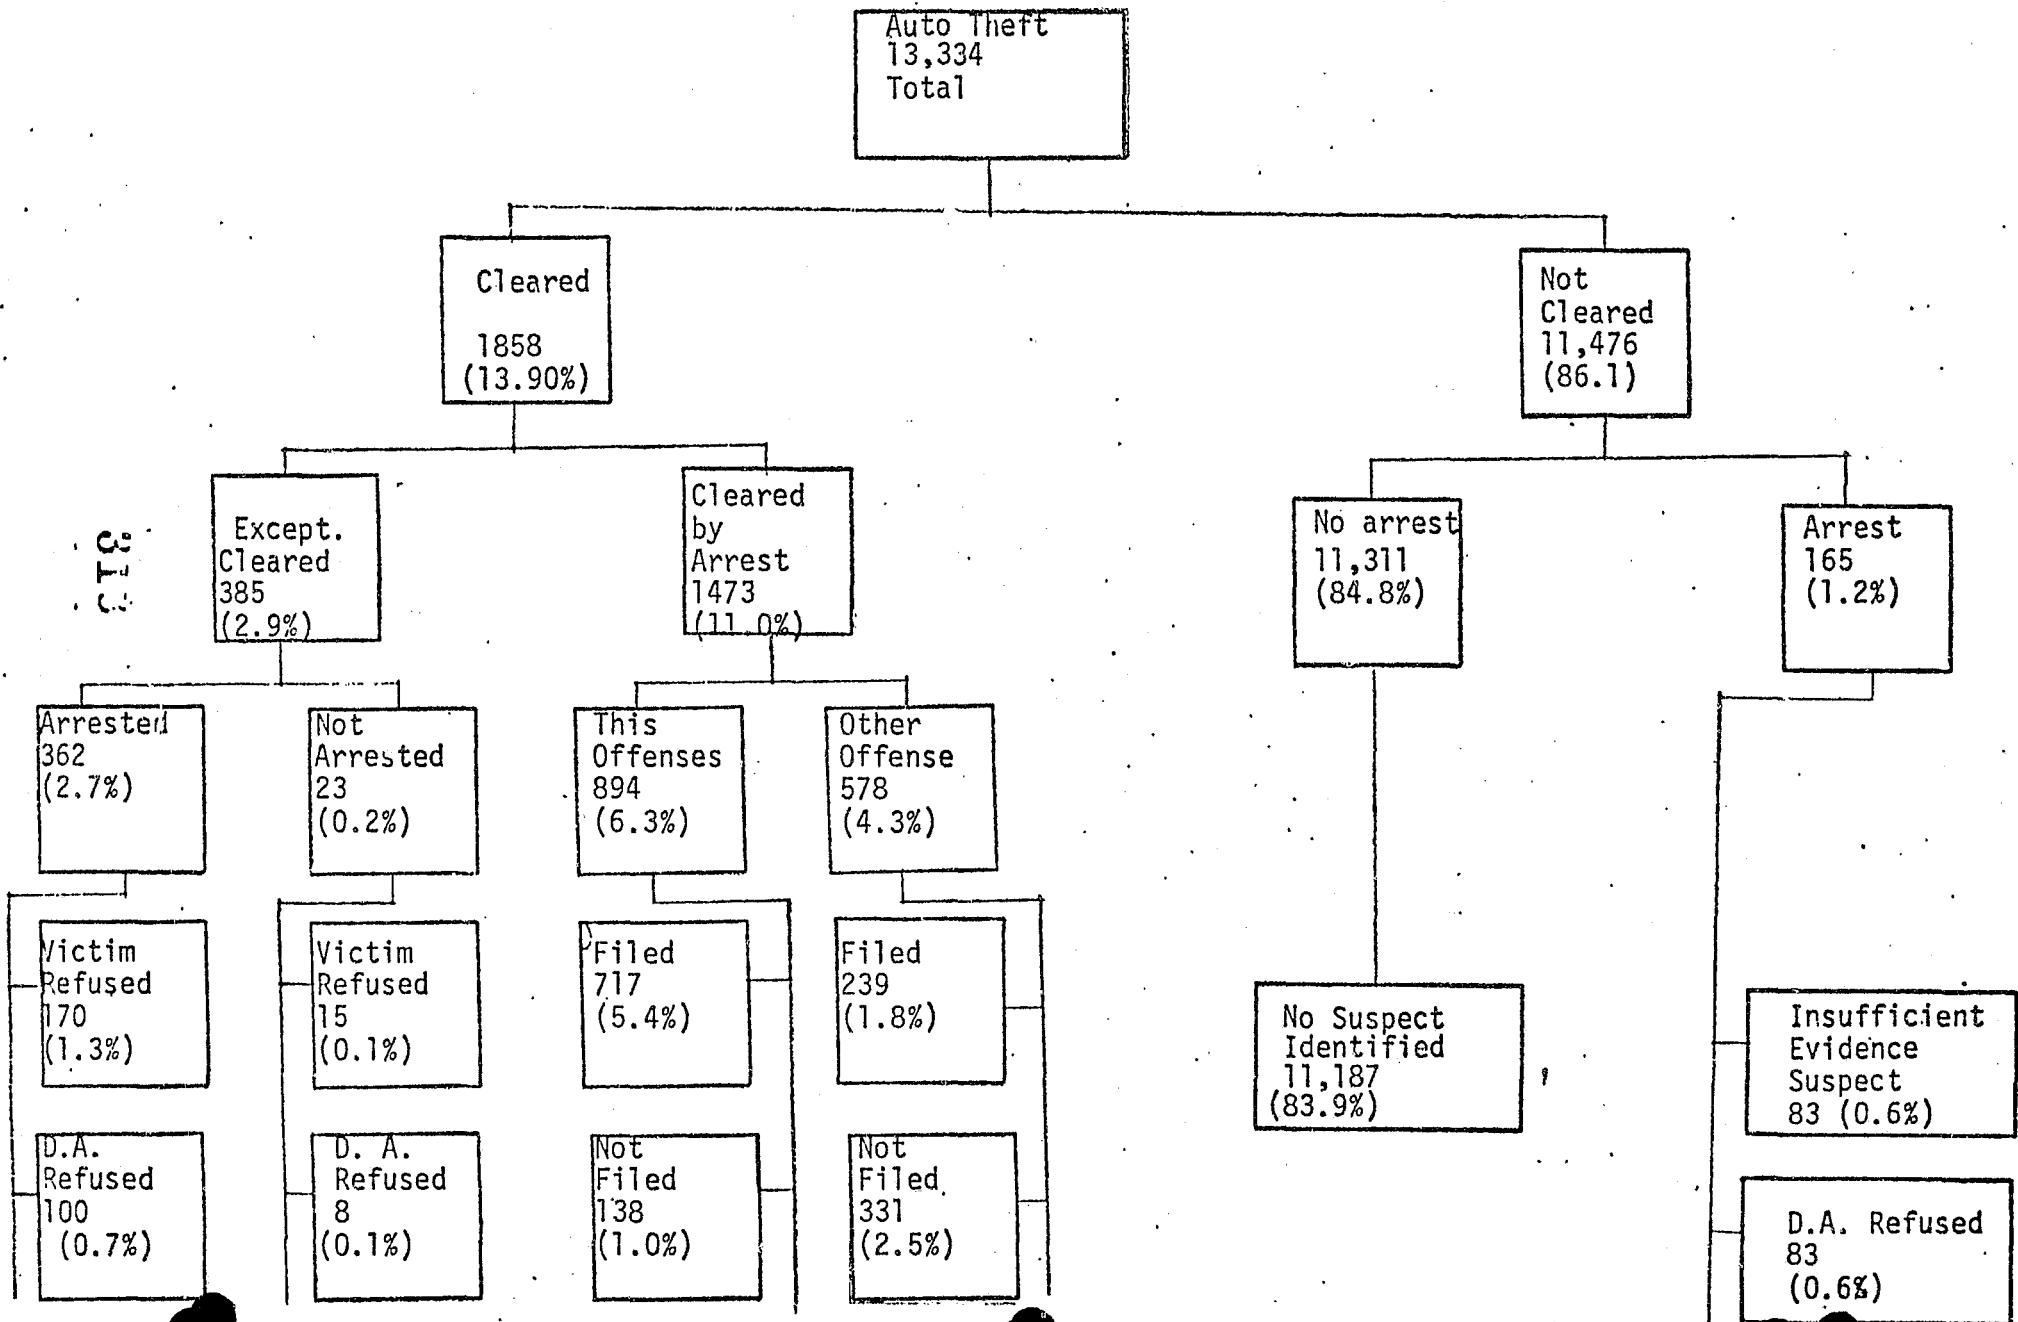 Auto Theft
13,334
Total
Cleared
1858
(13.90%)
Not
Cleared
11,476
(86.1)
Except.
Cleared
385
(2.9%)
Cleared
by
Arrest
1473
(11.0%)
No arrest
11,311
(84.8%)
Arrest
165
(1.2%)
Arrested
362
(2.7%)
Not
Arrested
23
(0.2%)
This
Offenses
894
(6.3%)
Other
Offense
578
(4.3%)
Victim
Refused
170
(1.3%)
Victim
Refused
15
(0.1%)
Filed
717
(5.4%)
Filed
239
(1.8%)
No Suspect
Identified
11,187
(83.9%)
Insufficient
Evidence
Suspect
83 (0.6%)
D.A.
Refused
100
(0.7%)
D. A.
Refused
8
(0.1%)
Not
Filed
138
(1.0%)
Not
Filed
331
(2.5%)
D.A. Refused
83
(0.6%)